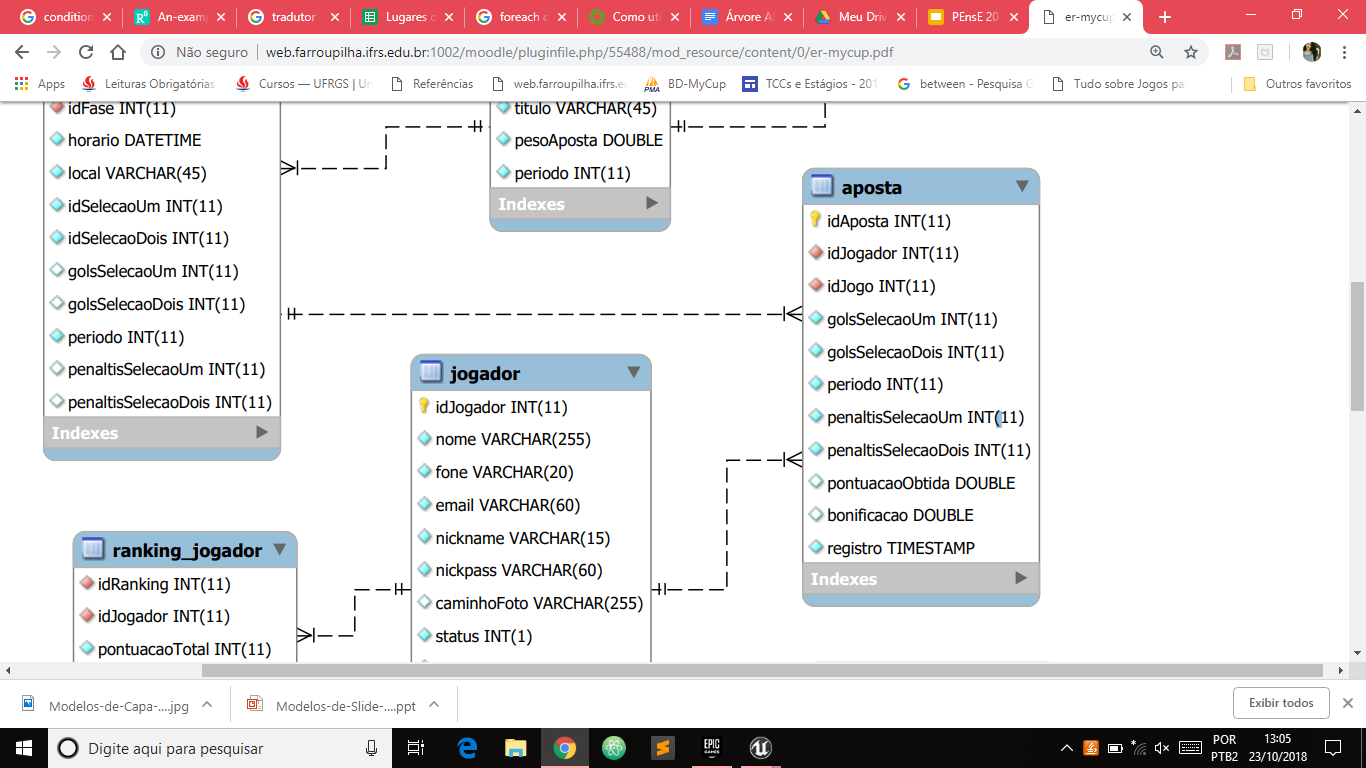 condition
An-examp
tradutor
Lugares
foreach
Como uti
Árvore A
Meu Driv
PEnsE 20
er-mycup
Não seguro
web.farroupilha.ifrs.edu.br:1002/moodle/pluginfile.php/55488/mod_resource/content/0/er-mycup.pdf
Apps
Leituras Obrigatórias
Cursos — UFRGS | Un
Referências
web.farroupilha.ifrs.edu
BD-MyCup
TCCs e Estágios - 201
between - Pesquisa G
Tudo sobre Jogos pa
Outros favoritos
idFase INT(11)
horario DATETIME
local VARCHAR(45)
idSelecaoUm INT(11)
idSelecaoDois INT(11)
golsSelecaoUm INT(11)
golsSelecaoDois INT(11)
periodo INT(11)
penaltisSelecaoUm INT(11)
penaltisSelecaoDois INT(11)
Indexes
titulo VARCHAR(45)
pesoAposta DOUBLE
periodo INT(11)
Indexes
aposta
idAposta INT(11)
idJogador INT(11)
idJogo INT(11)
golsSelecaoUm INT(11)
golsSelecaoDois INT(11)
periodo INT(11)
penaltisSelecaoUm INT(11)
penaltisSelecaoDois INT(11)
pontuacaoObtida DOUBLE
bonificacao DOUBLE
registro TIMESTAMP
Indexes
jogador
idJogador INT(11)
nome VARCHAR(255)
fone VARCHAR(20)
email VARCHAR(60)
nickname VARCHAR(15)
nickpass VARCHAR(60)
caminhoFoto VARCHAR(255)
status INT(1)
ranking_jogador
idRanking INT(11)
idJogador INT(11)
pontuacaoTotal INT(11)
Modelos-de-Capa-....jpg
Modelos-de-Slide-....ppt
Exibir todos
Digite aqui para pesquisar
EPIC GAMES
POR
PTB2
13:05
23/10/2018